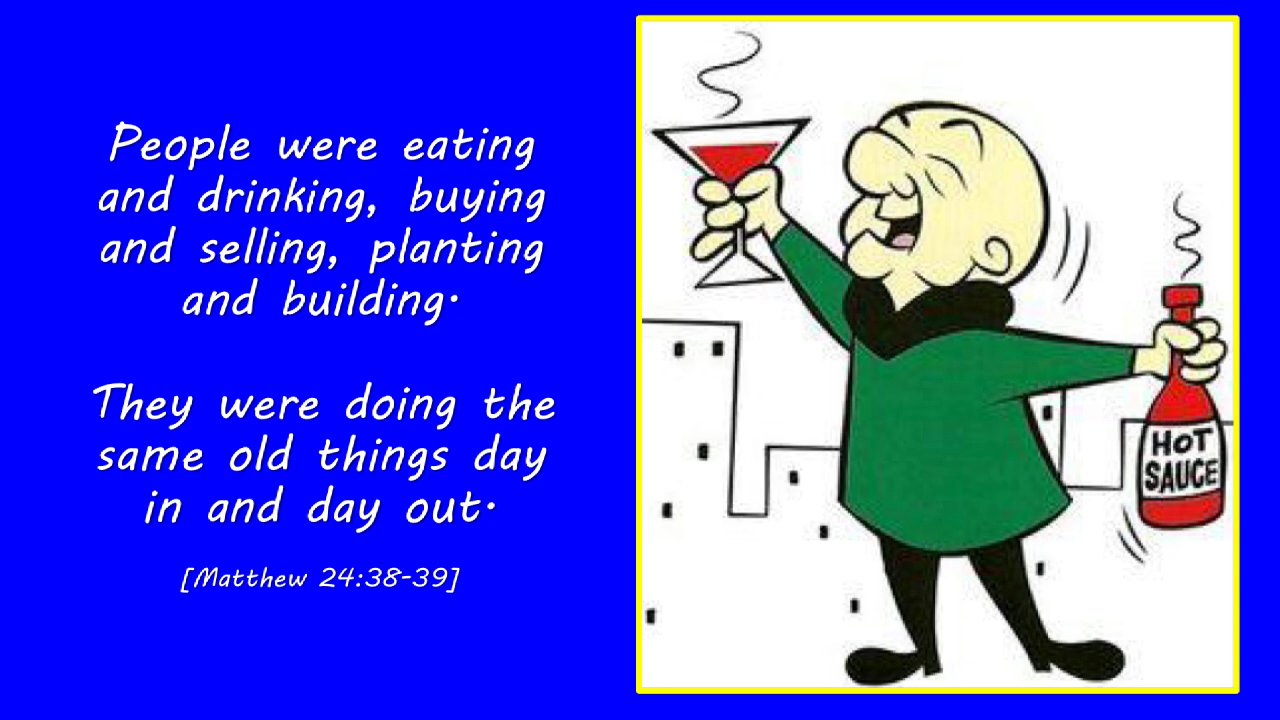 People were eating
and drinking, buying
and selling, planting
and building.
They were doing the
same old things day
in and day out.
[Matthew 24:38-39]
HOT
SAUCE